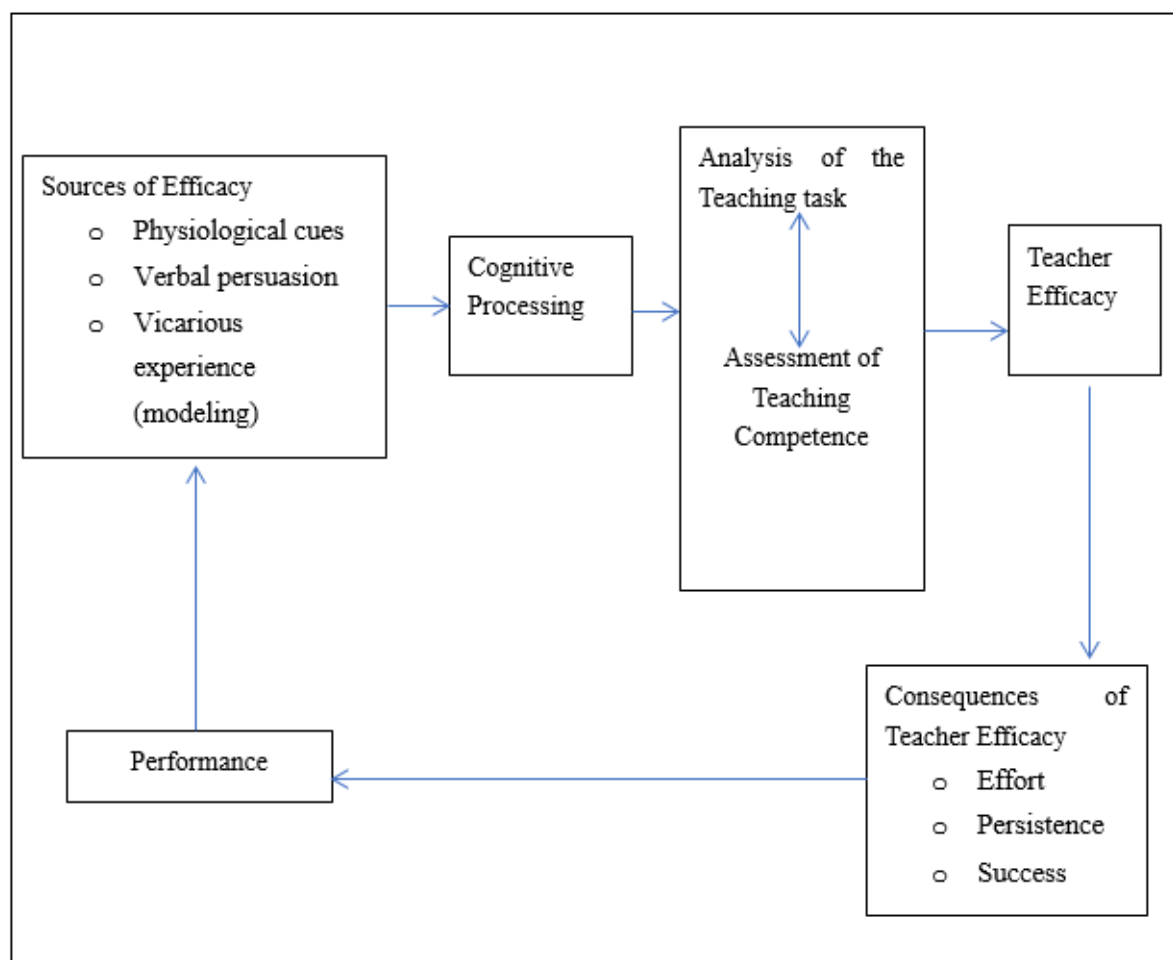 Sources of Efficacy
o Physiological cues
o Verbal persuasion
o Vicarious
experience
(modeling)
Cognitive
Processing
Analysis of the
Teaching task
Assessment of
Teaching
Competence
Teacher
Efficacy
Consequences of
Teacher Efficacy
o Effort
o Persistence
o Success
Performance